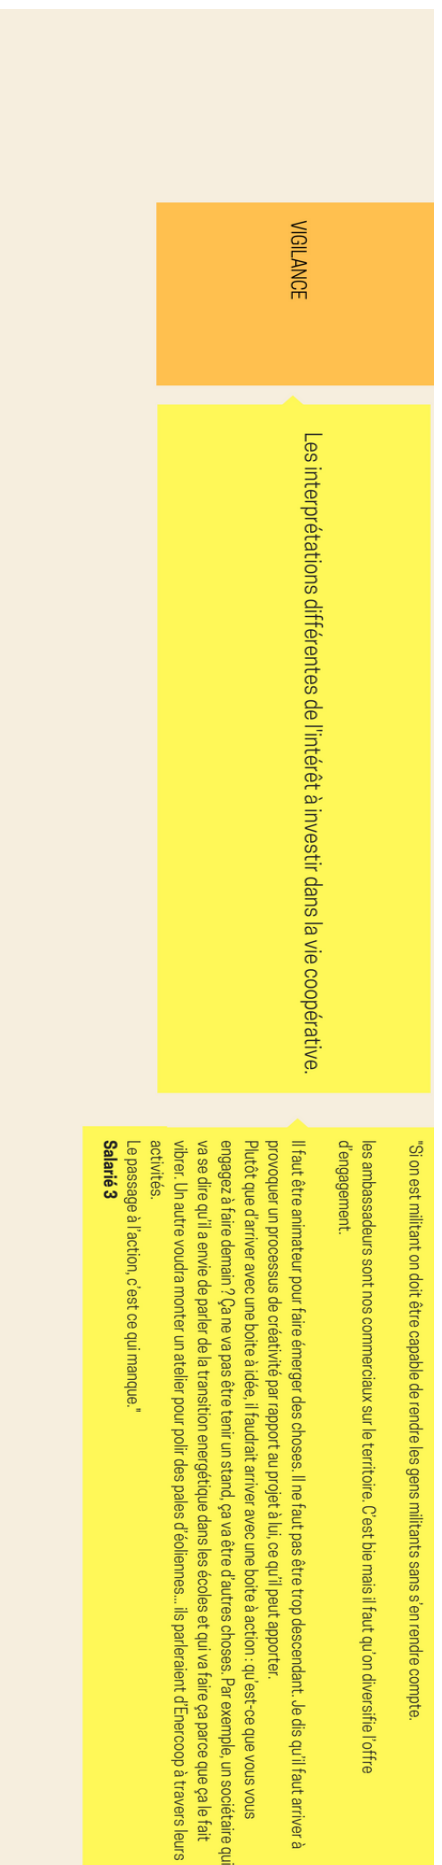 VIGILANCE
Les interprétations différentes de l'intérêt à investir dans la vie coopérative.
"Si on est militant on doit être capable de rendre les gens militants sans s'en rendre compte.
les ambassadeurs sont nos commerciaux sur le territoire. C'est bie mais il faut qu'on diversifie l'offre
d'engagement.
Il faut être animateur pour faire émerger des choses. Il ne faut pas être trop descendant. Je dis qu'il faut arriver à
provoquer un processus de créativité par rapport au projet à lui, ce qu'il peut apporter.
Plutôt que d'arriver avec une boite à idée, il faudrait arriver avec une boite à action : qu'est-ce que vous vous
engagez à faire demain ? Ça ne va pas être tenir un stand, ça va être d'autres choses. Par exemple, un sociétaire qui
va se dire qu'il a envie de parler de la transition energétique dans les écoles et qui va faire ça parce que ça le fait
vibrer. Un autre voudra monter un atelier pour polir des pales d'éoliennes... ils parleraient d'Enercoop à travers leurs
activités.
Le passage à l'action, c'est ce qui manque."
Salarié 3